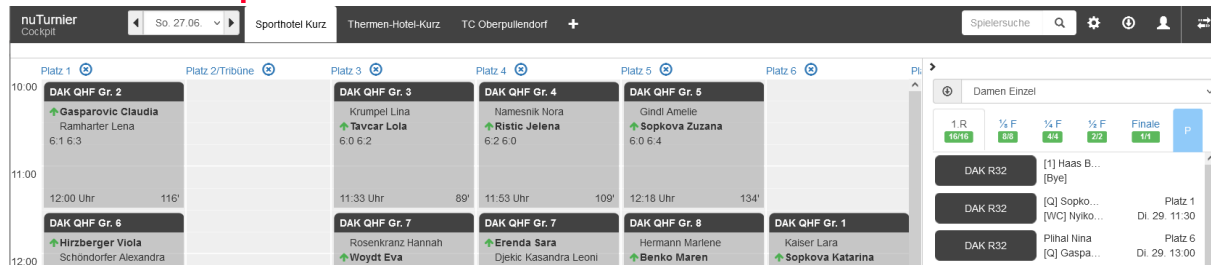 nuTurnier
Cockpit
So. 27.06.
Sporthotel Kurz
Thermen-Hotel-Kurz
TC Oberpullendorf
Spielersuche
Platz 1
Platz 2/Tribüne
Platz 3
Platz 4
Platz 5
Platz 6
10:00
DAK QHF Gr. 2
Gasparovic Claudia
Ramharter Lena
6:1 6:3
12:00 Uhr 116'
DAK QHF Gr. 3
Krumpel Lina
Tavcar Lola
6:0 6:2
11:33 Uhr 89'
DAK QHF Gr. 4
Namesnik Nora
Ristic Jelena
6:2 6:0
11:53 Uhr 109'
DAK QHF Gr. 5
Gindl Amelie
Sopkova Zuzana
6:0 6:4
12:18 Uhr 134'
11:00
DAK QHF Gr. 6
Hirzberger Viola
Schöndorfer Alexandra
DAK QHF Gr. 7
Rosenkranz Hannah
Woydt Eva
DAK QHF Gr. 7
Erenda Sara
Djekic Kasandra Leoni
DAK QHF Gr. 8
Hermann Marlene
Benko Maren
DAK QHF Gr. 1
Kaiser Lara
Sopkova Katarina
12:00
Damen Einzel
1.R
16/16
⅛ F
8/8
¼ F
4/4
½ F
2/2
Finale
1/1
P
DAK R32
[1] Haas B...
[Bye]
DAK R32
[Q] Sopko... Platz 1
[WC] Nyiko... Di. 29. 11:30
DAK R32
Plihal Nina Platz 6
[Q] Gaspa... Di. 29. 13:00